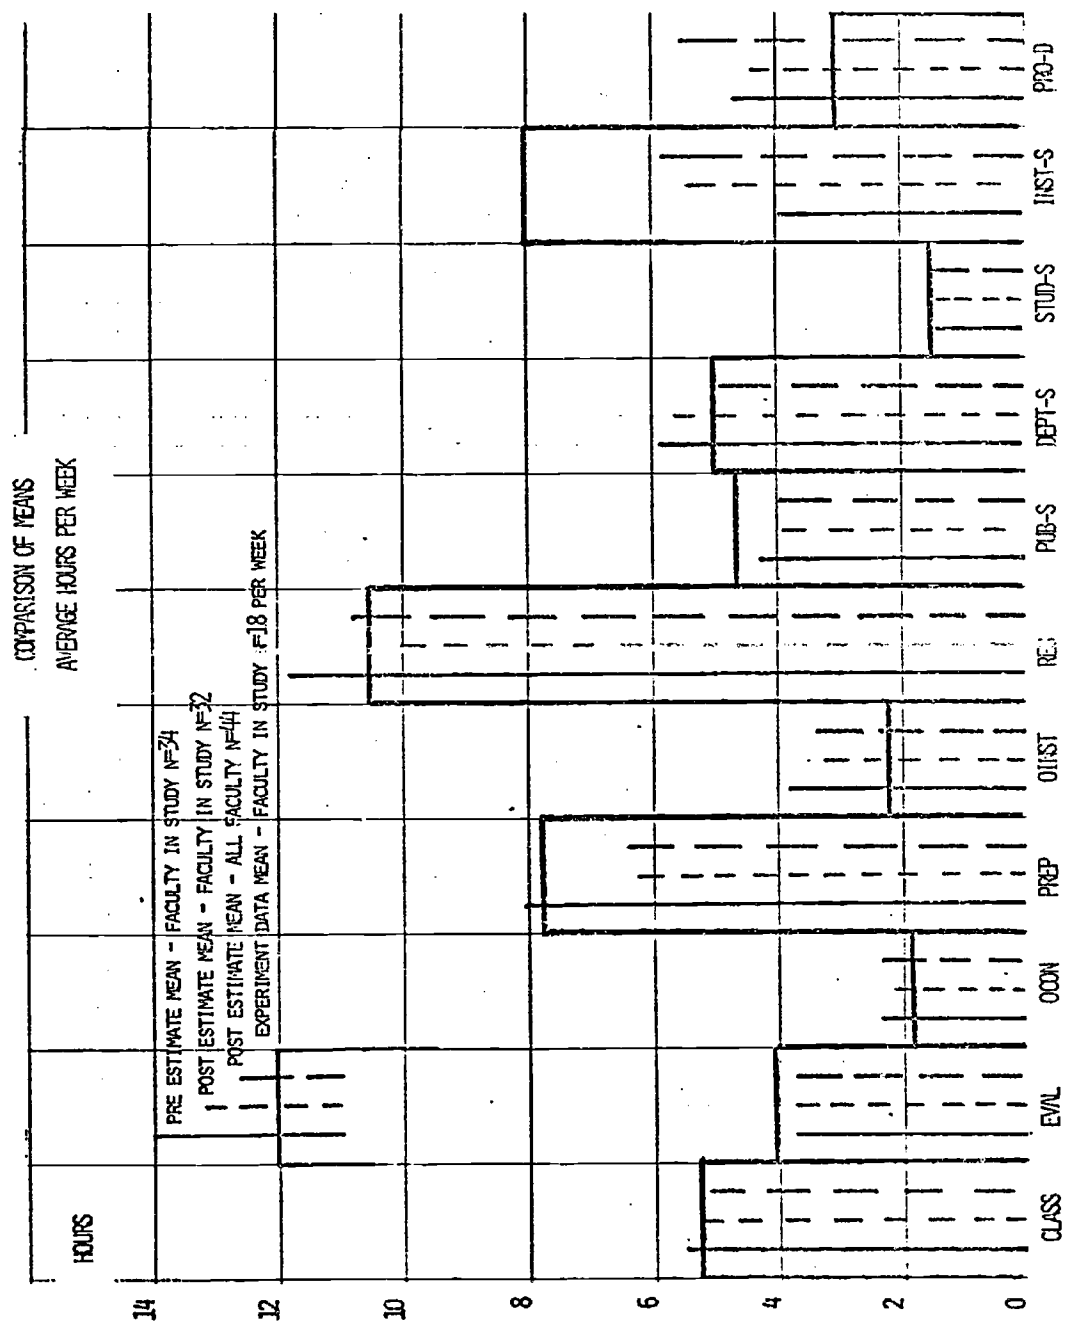 COMPARISON OF MEANS
AVERAGE HOURS PER WEEK
HOURS
PRE ESTIMATE MEAN - FACULTY IN STUDY N=34
POST ESTIMATE MEAN - FACULTY IN STUDY N=32
POST ESTIMATE MEAN - ALL FACULTY N=44
EXPERIMENT DATA MEAN - FACULTY IN STUDY =18 PER WEEK
14
12
10
8
6
4
2
0
CLASS
EVAL
OCON
PREP
PUB-S
DEPT-S
STUD-S
INST-S
PRO-D